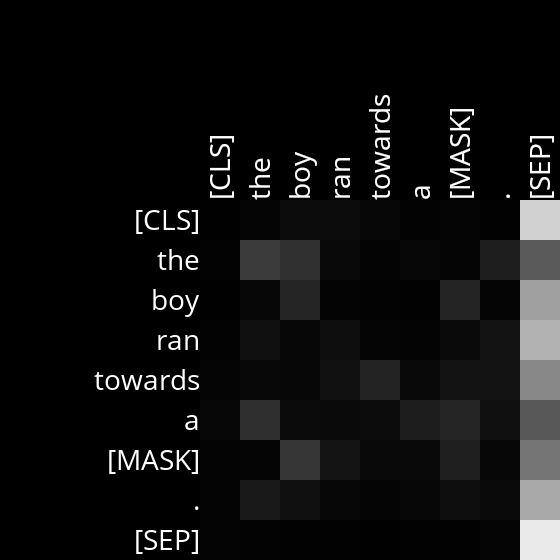 [CLS] the boy ran towards a [MASK] . [SEP]
[CLS]
the
boy
ran
towards
a
[MASK]
.
[SEP]